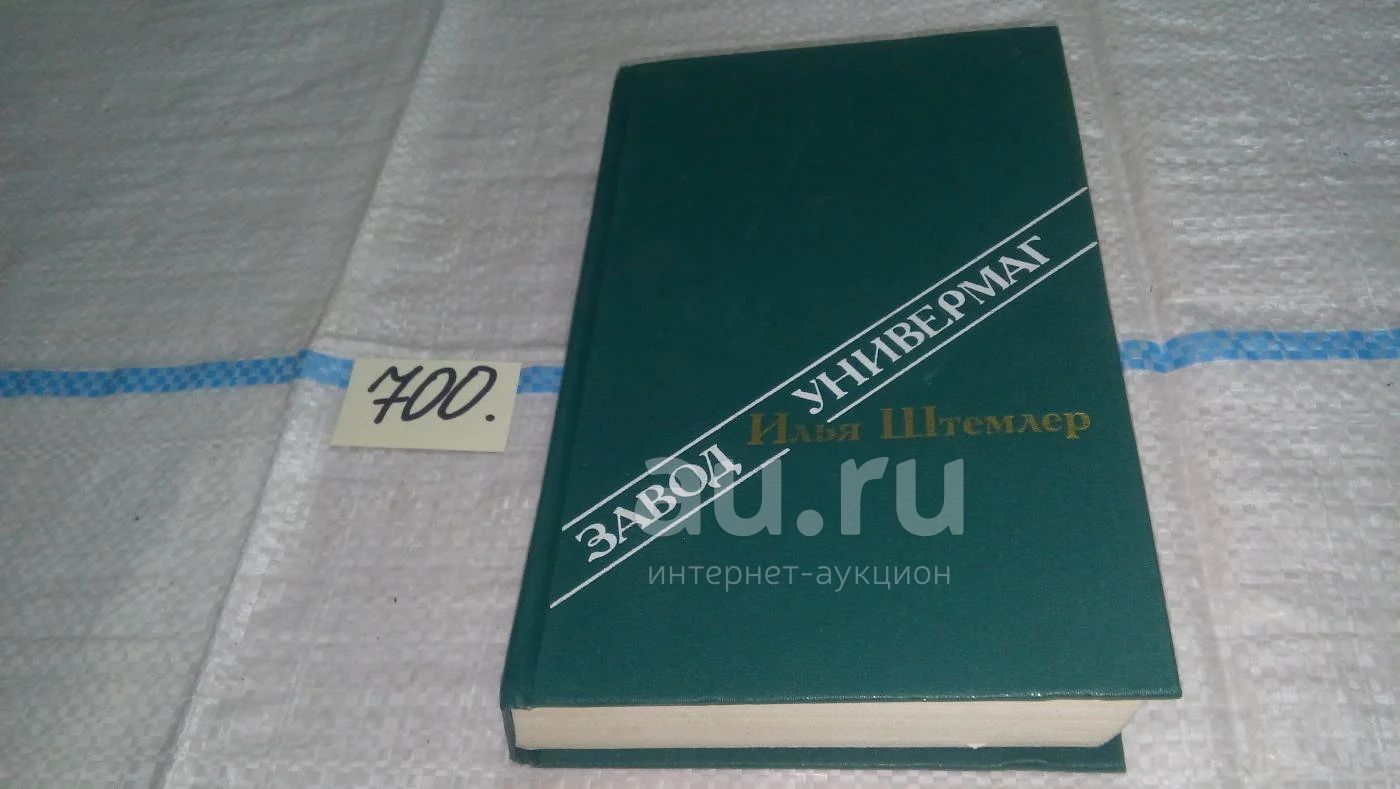 700.
ЗАВОД
УНИВЕРМАГ
Илья Штемлер
au.ru
интернет-аукцион